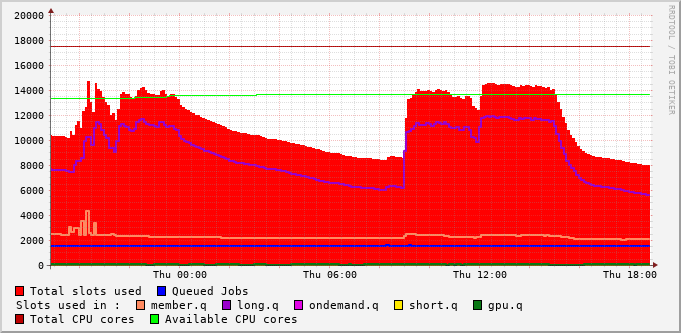 RRDTOOL / TOBI OETIKER
20000
18000
16000
14000
12000
10000
8000
6000
4000
2000
0
Thu 00:00 Thu 06:00 Thu 12:00 Thu 18:00
Total slots used Queued Jobs
Slots used in : member.q long.q ondemand.q short.q gpu.q
Total CPU cores Available CPU cores